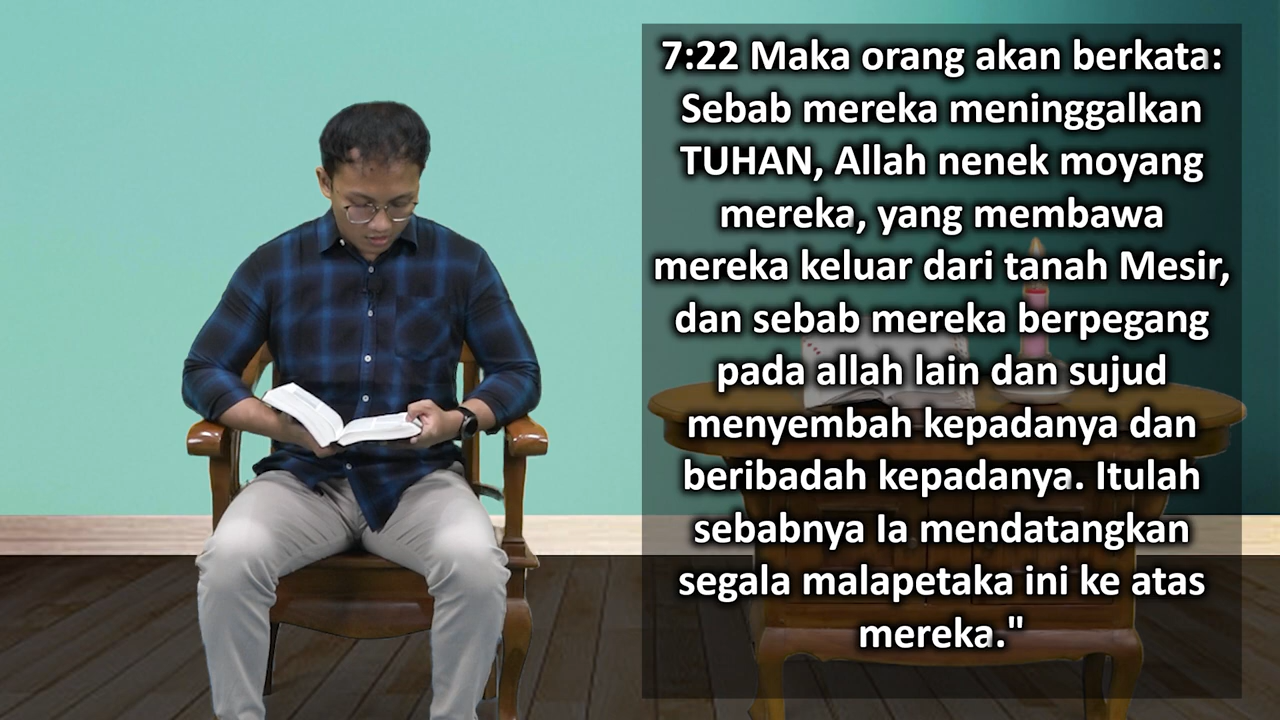 7:22 Maka orang akan berkata:
Sebab mereka meninggalkan
TUHAN, Allah nenek moyang
mereka, yang membawa
mereka keluar dari tanah Mesir,
dan sebab mereka berpegang
pada allah lain dan sujud
menyembah kepadanya dan
beribadah kepadanya. Itulah
sebabnya Ia mendatangkan
segala malapetaka ini ke atas
mereka."